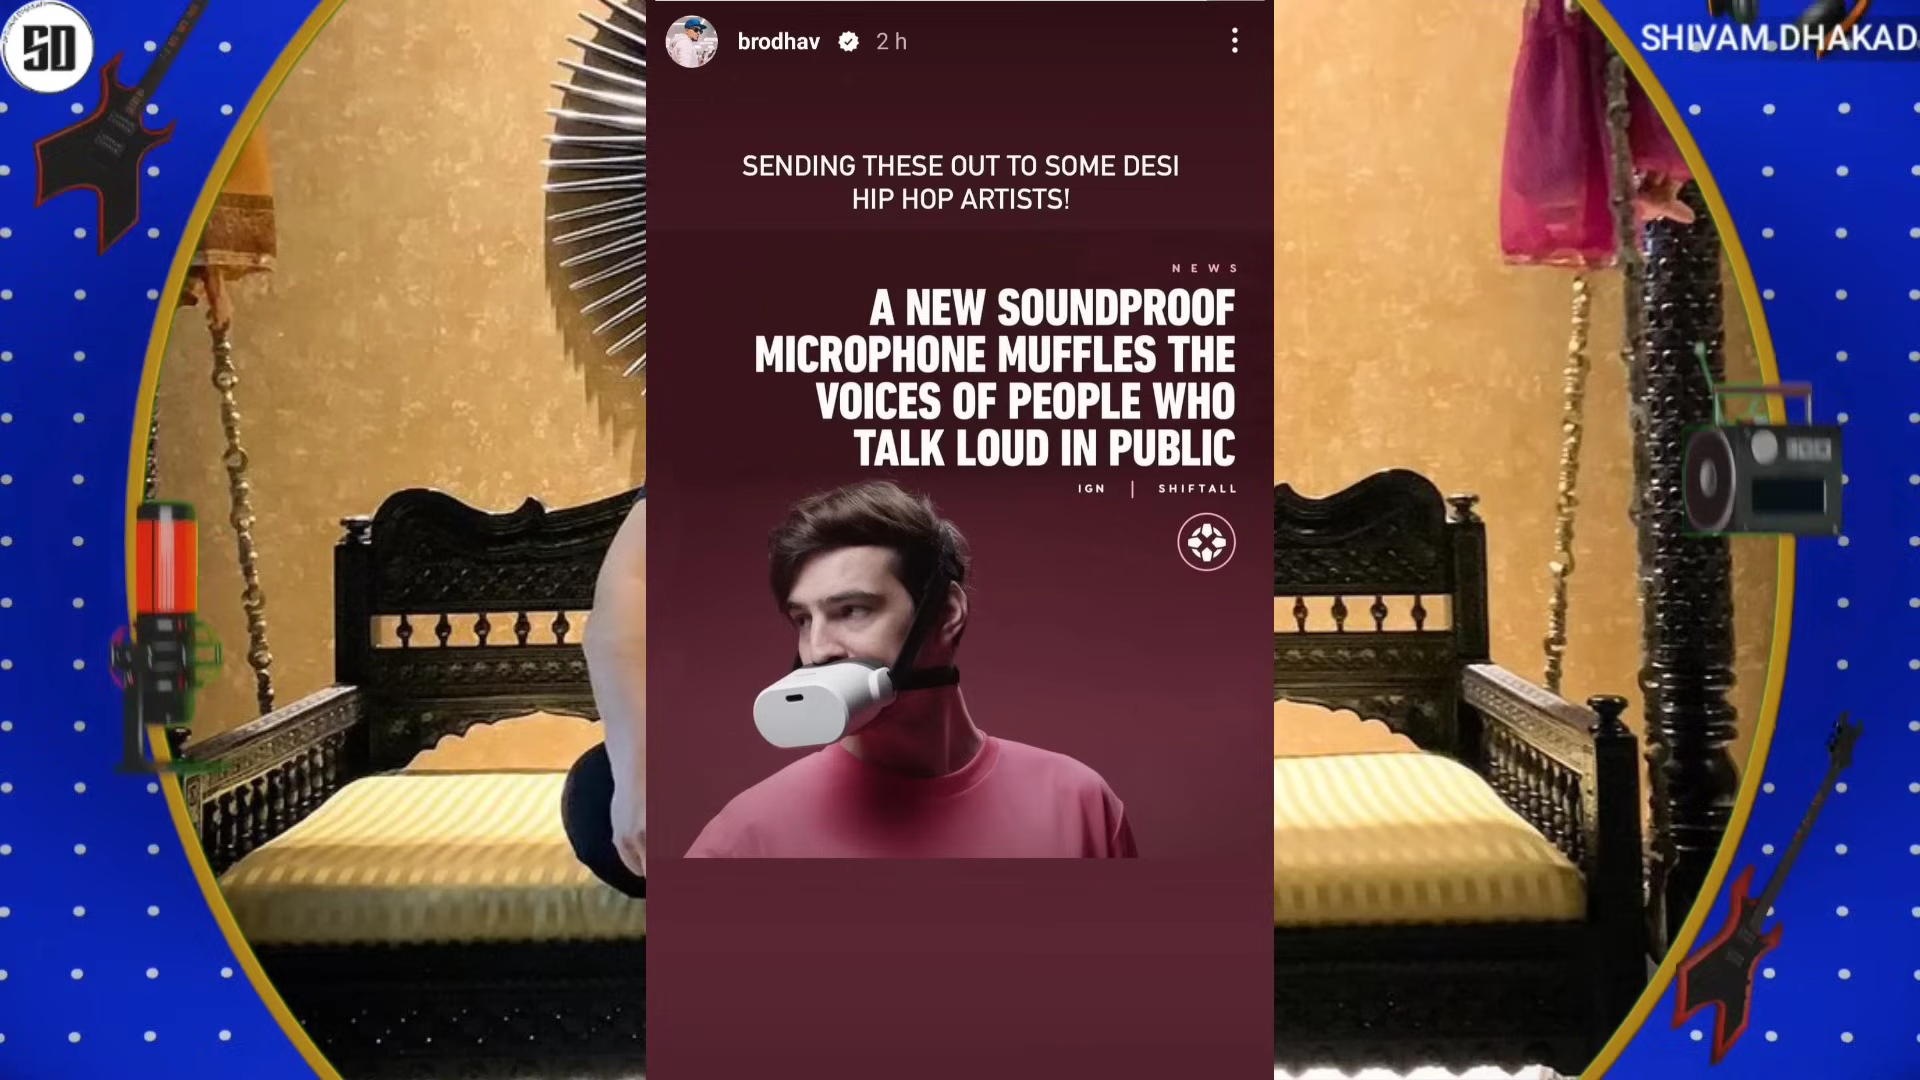 SD
SHIVAM DHAKAD
brodhav 2 h
SENDING THESE OUT TO SOME DESI
HIP HOP ARTISTS!
NEWS
A NEW SOUNDPROOF
MICROPHONE MUFFLES THE
VOICES OF PEOPLE WHO
TALK LOUD IN PUBLIC
IGN | SHIFTALL